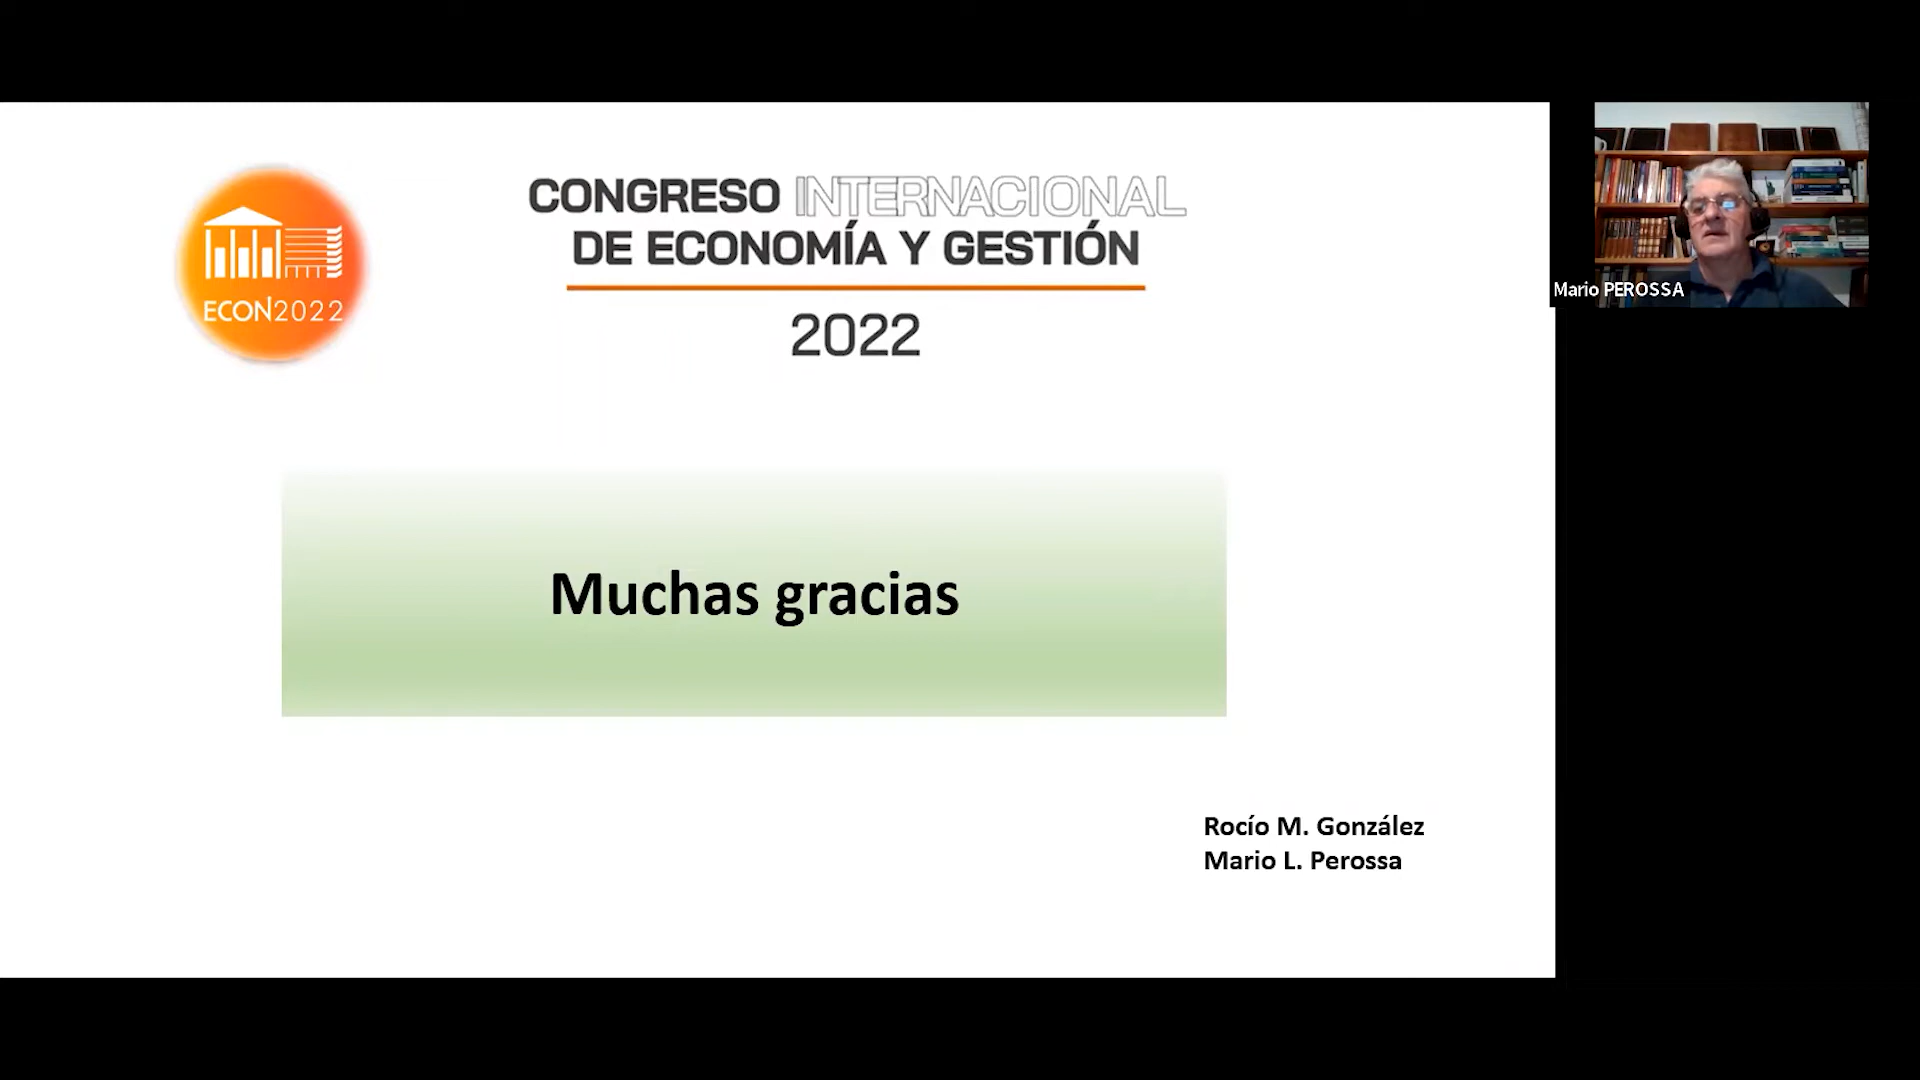 ECON2022
CONGRESO INTERNACIONAL
DE ECONOMÍA Y GESTIÓN
2022
Mario PEROSSA
Muchas gracias
Rocío M. González
Mario L. Perossa